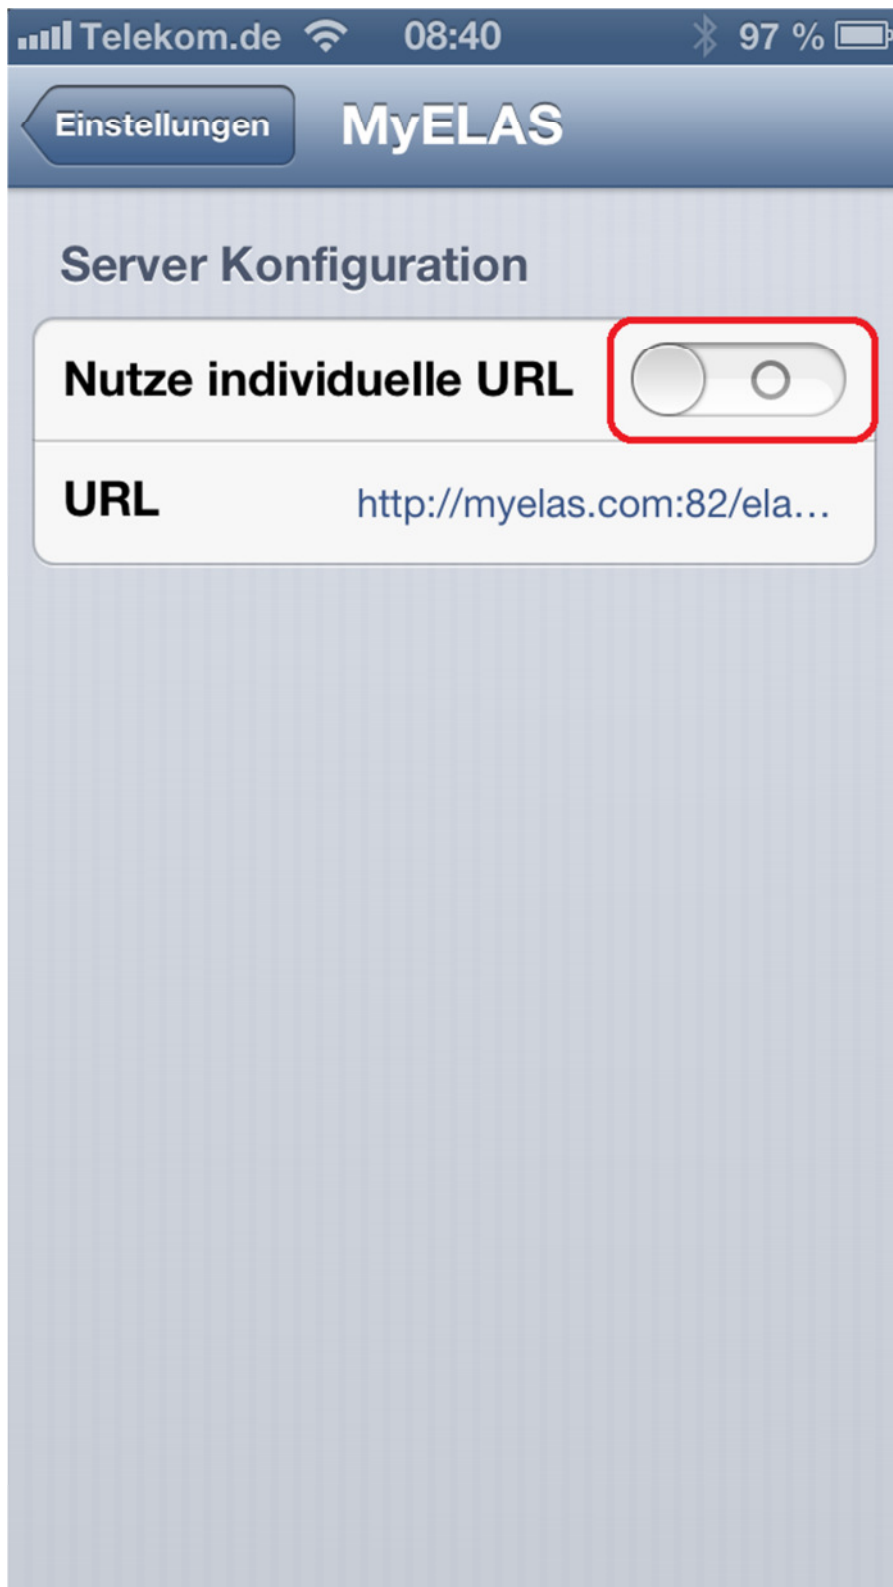 Telekom.de 08:40 97 %
Einstellungen MyELAS
Server Konfiguration
Nutze individuelle URL
URL http://myelas.com:82/ela...